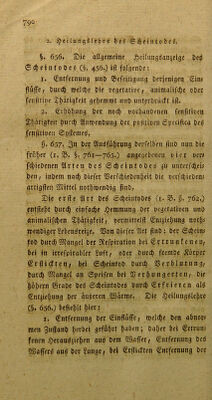 790
2. Heilungslehre des Scheintodes.
§. 656. Die allgemeine Heilungsanzeige des
Scheintodes (§. 456.) ist folgende:
1. Entfernung und Beseitigung derjenigen Ein-
flüsse, durch welche die vegetative, animalische oder
sensitive Thätigkeit gehemmt und unterdrückt ist.
2. Erhöhung der noch vorhandenen sensitiven
Thätigkeit durch Anwendung der positiven Specifica des
sensitiven Systemes.
§. 657. In der Ausführung derselben sind nun die
früher (1. B. §. 761–765.) angegebenen vier ver-
schiedenen Arten des Scheintodes zu unterschei-
den, indem nach dieser Verschiedenheit die verschieden-
artigsten Mittel nothwendig sind.
Die erste Art des Scheintodes (1. B. §. 762.)
entsteht durch einfache Hemmung der vegetativen und
animalischen Thätigkeit, vermittelst Entziehung noth-
wendiger Lebensreize. Von dieser Art sind: der Schein-
tod durch Mangel der Respiration bei Ertrunkenen,
bei in irrespirabler Luft, oder durch fremde Körper
Erstickten, der Scheintod durch Verblutung,
durch Mangel an Speisen bei Verhungerten, die
höhern Grade des Scheintodes durch Erfrieren als
Entziehung der äusseren Wärme. Die Heilungslehre
(§. 656.) besteht hier;
1. Entfernung der Einflüsse, welche den abnor-
men Zustand herbei geführt haben; daher bei Ertrun-
kenen Herausziehen aus dem Wasser, Entfernung des
Wassers aus der Lunge, bei Erstickten Entfernung der